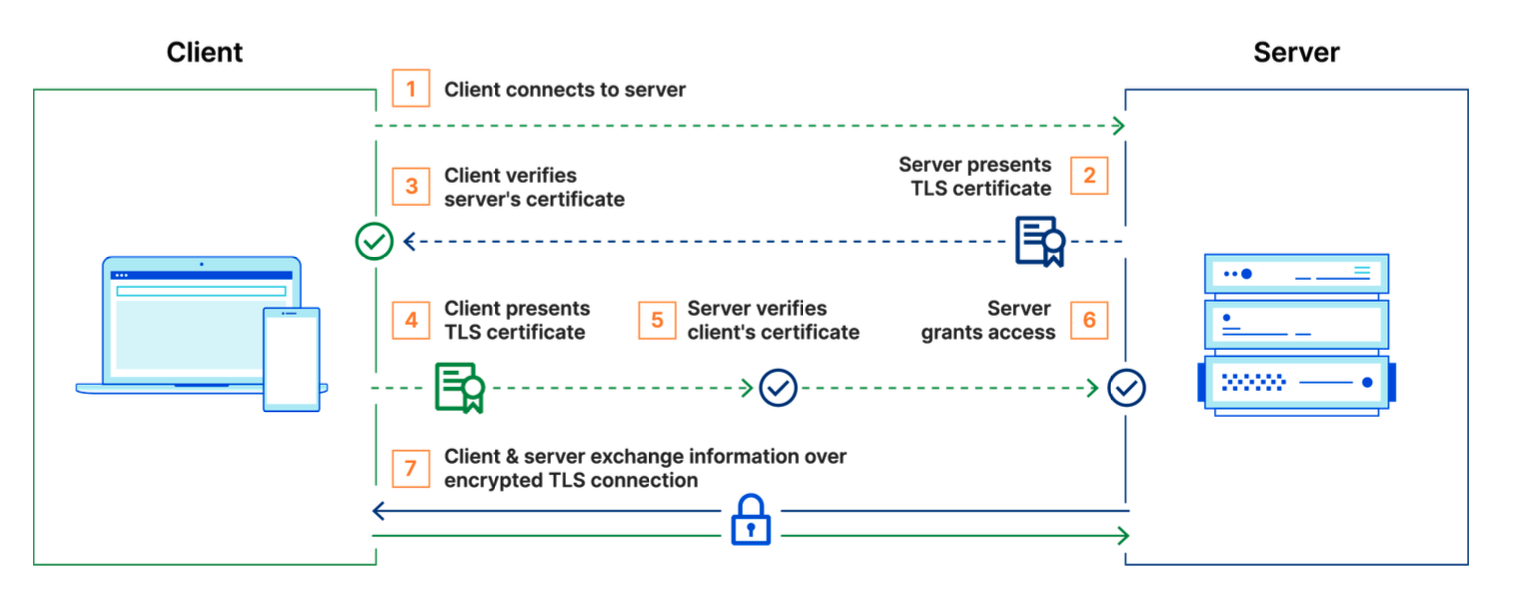 Client
Server
1
Client connects to server
3
Client verifies
server's certificate
Server presents
TLS certificate
2
4
Client presents
TLS certificate
5
Server verifies
client's certificate
Server
grants access
6
7
Client & server exchange information over
encrypted TLS connection